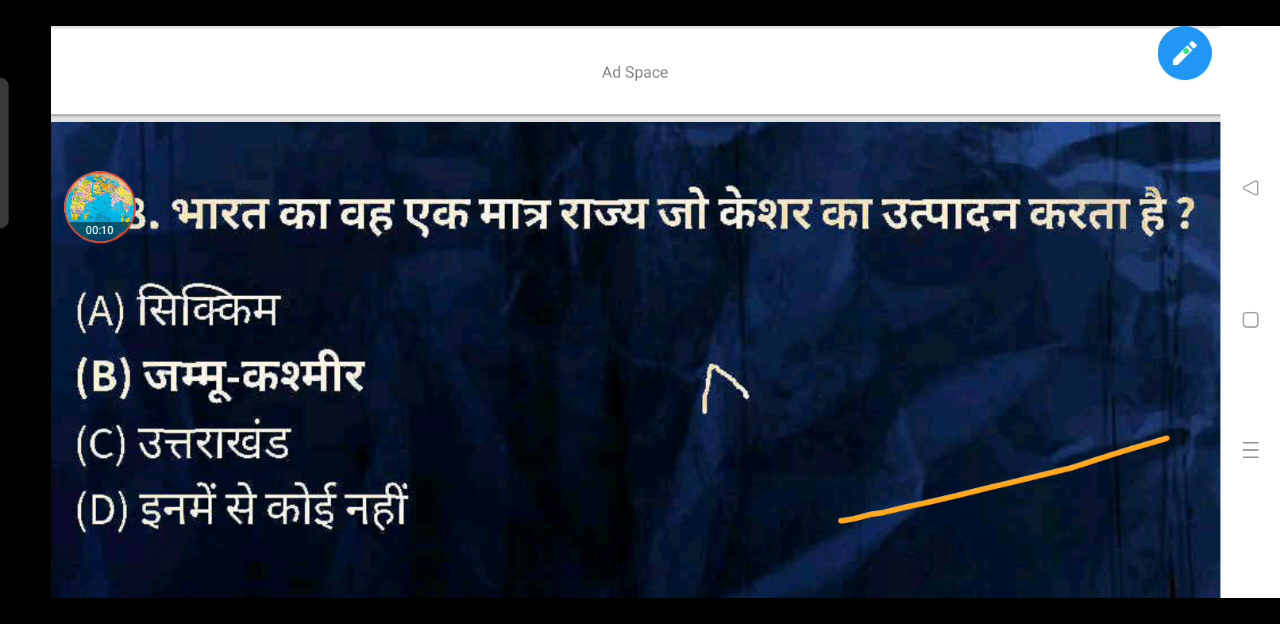 Ad Space
3. भारत का वह एक मात्र राज्य जो केशर का उत्पादन करता है ?
00:10
(A) सिक्किम
(B) जम्मू-कश्मीर
(C) उत्तराखंड
(D) इनमें से कोई नहीं